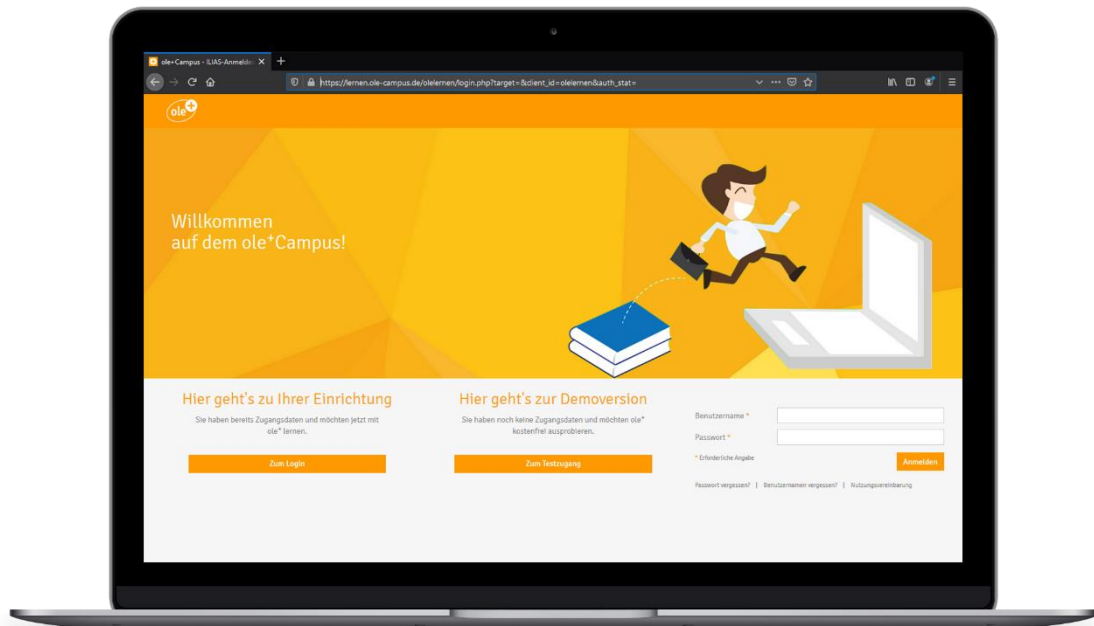 ole+Campus - ILIAS-Anmelde
https://lernen.ole-campus.de/olelernen/login.php?target=&client_id=olelernen&auth_stat=
ole+
Willkommen
auf dem ole+Campus!
Hier geht's zu Ihrer Einrichtung
Sie haben bereits Zugangsdaten und möchten jetzt mit
ole+ lernen.
Zum Login
Hier geht's zur Demoversion
Sie haben noch keine Zugangsdaten und möchten ole+
kostenfrei ausprobieren.
Zum Testzugang
Benutzername *
Passwort *
* Erforderliche Angabe
Anmelden
Passwort vergessen? | Benutzernamen vergessen? | Nutzungsvereinbarung